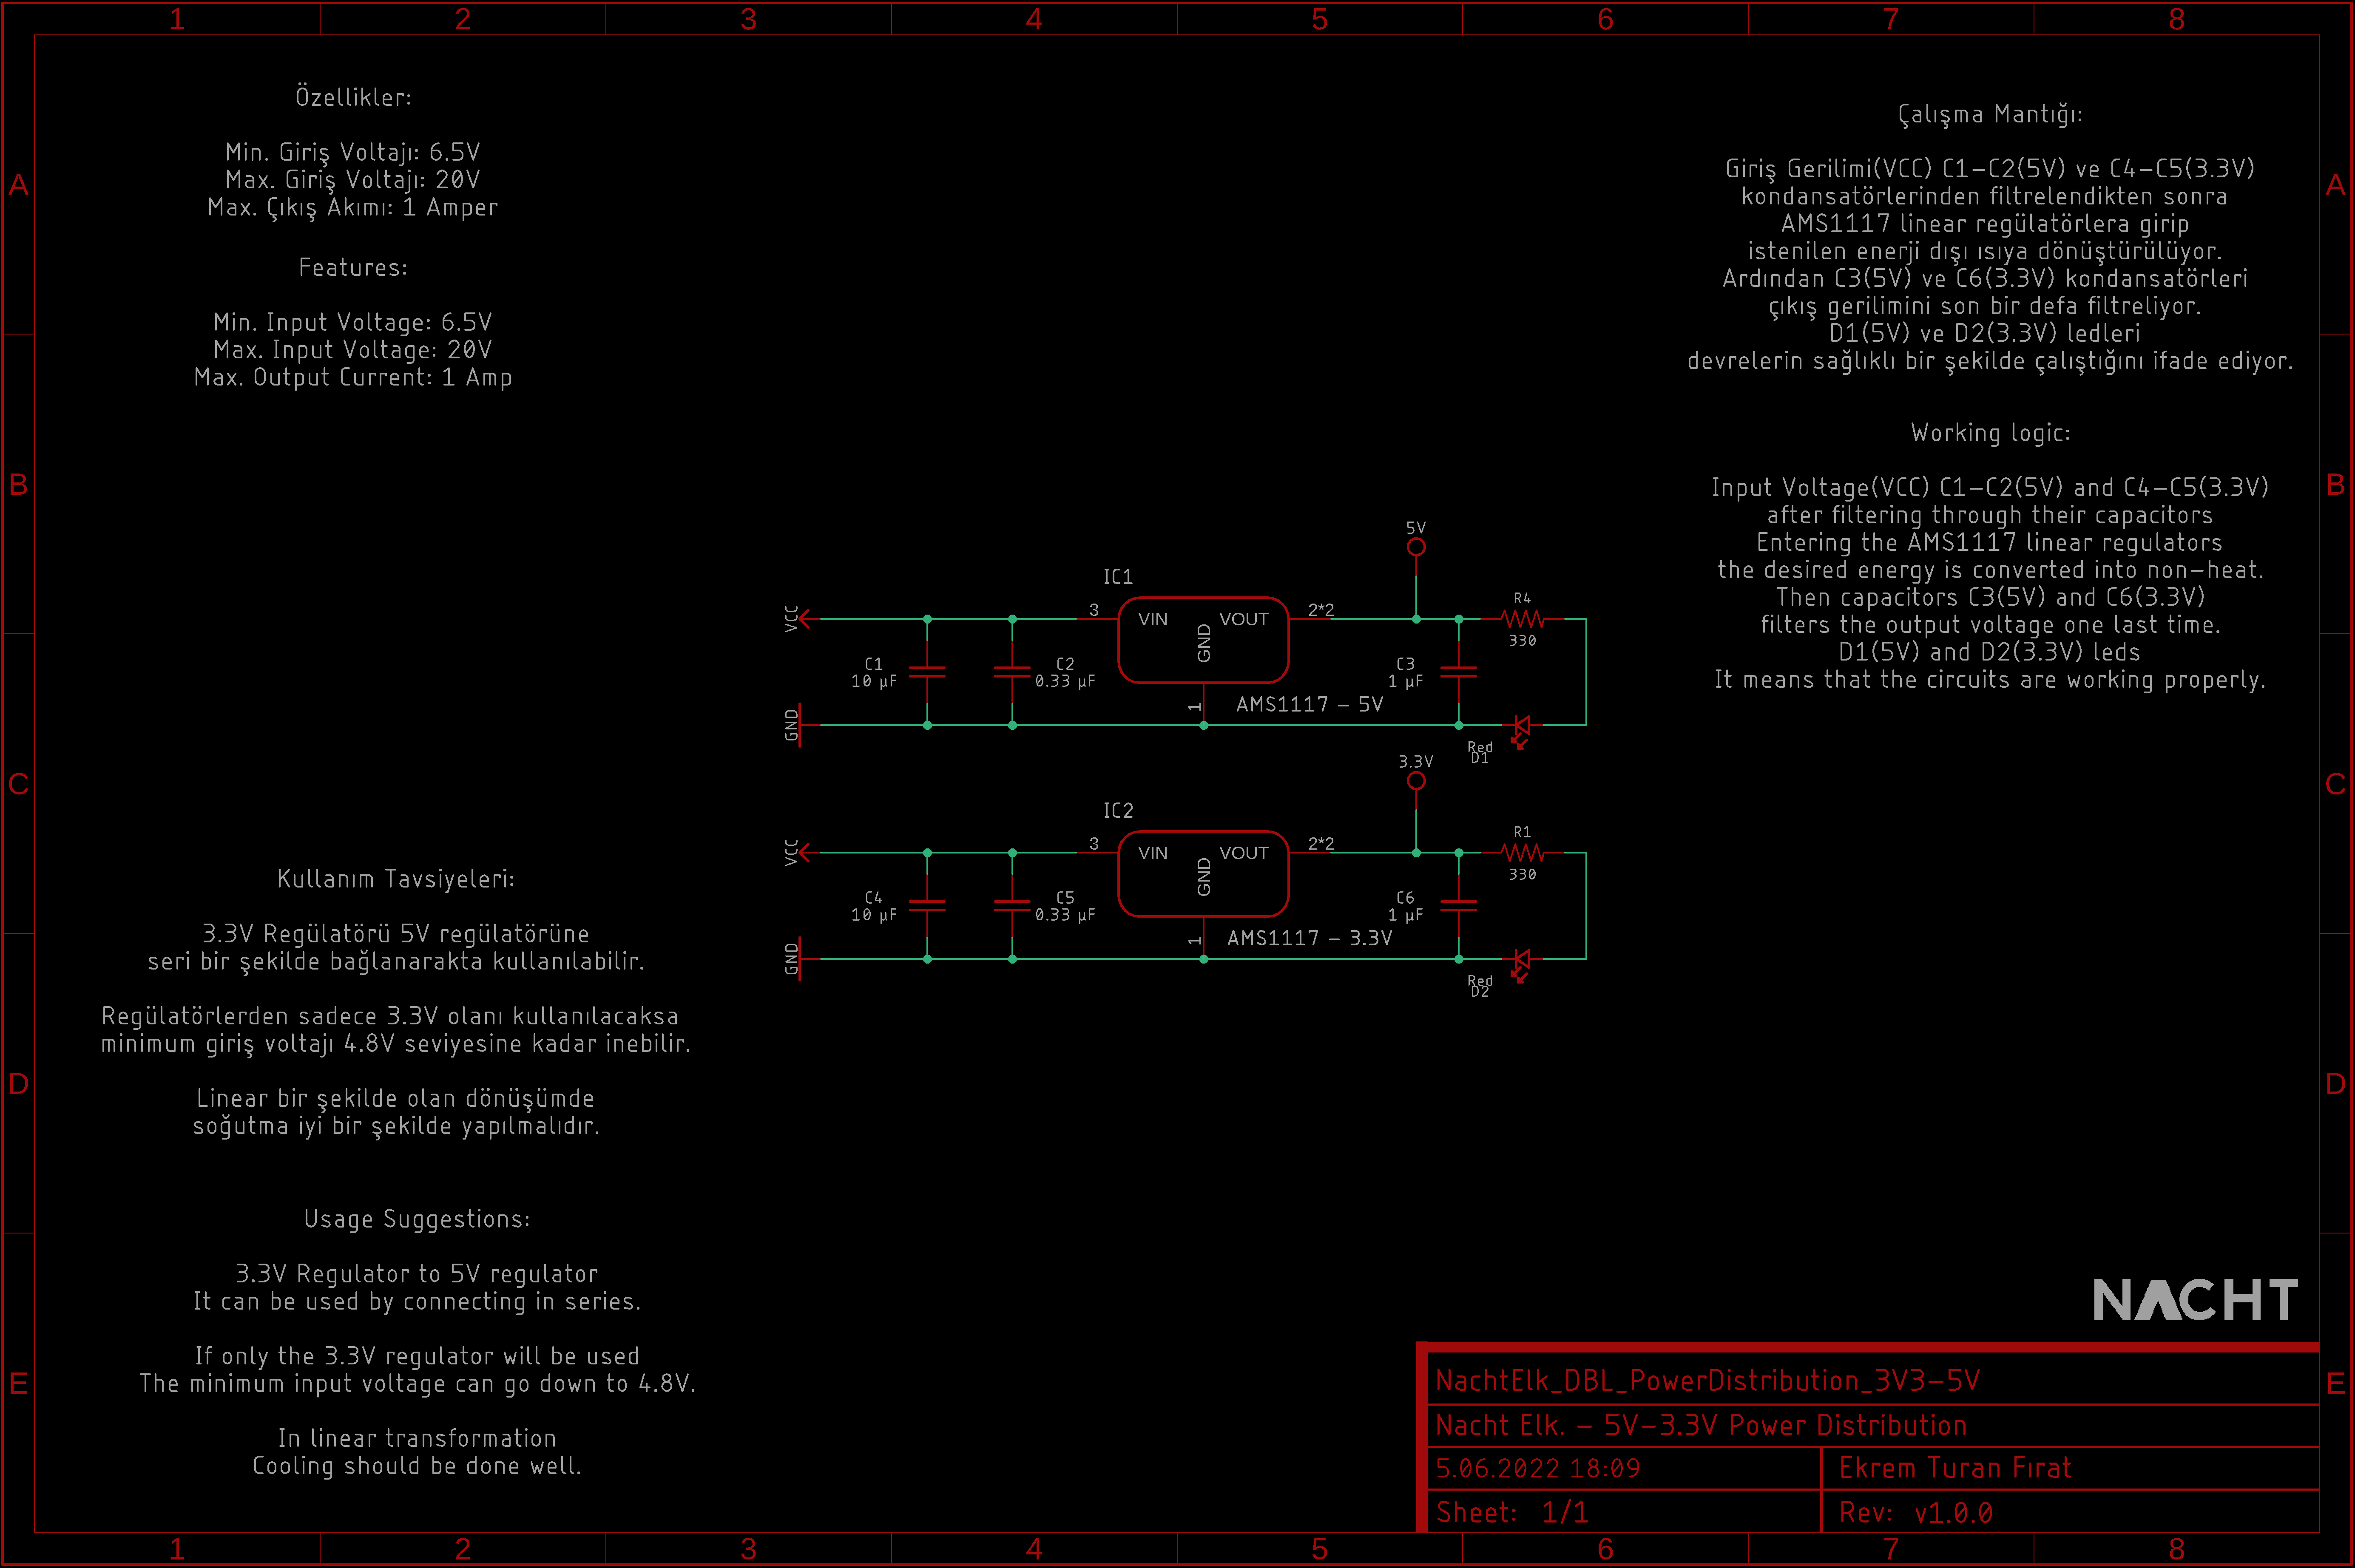 1 2 3 4 5 6 7 8
A
B
C
D
E
Özellikler:
Min. Giriş Voltajı: 6.5V
Max. Giriş Voltajı: 20V
Max. Çıkış Akımı: 1 Amper
Features:
Min. Input Voltage: 6.5V
Max. Input Voltage: 20V
Max. Output Current: 1 Amp
Çalışma Mantığı:
Giriş Gerilimi(VCC) C1-C2(5V) ve C4-C5(3.3V)
kondansatörlerinden filtrelendikten sonra
AMS1117 linear regülatörlera girip
istenilen enerji dışı ısıya dönüştürülüyor.
Ardından C3(5V) ve C6(3.3V) kondansatörleri
çıkış gerilimini son bir defa filtreliyor.
D1(5V) ve D2(3.3V) ledleri
devrelerin sağlıklı bir şekilde çalıştığını ifade ediyor.
Working logic:
Input Voltage(VCC) C1-C2(5V) and C4-C5(3.3V)
after filtering through their capacitors
Entering the AMS1117 linear regulators
the desired energy is converted into non-heat.
Then capacitors C3(5V) and C6(3.3V)
filters the output voltage one last time.
D1(5V) and D2(3.3V) leds
It means that the circuits are working properly.
5V
IC1
VCC
3
VIN
VOUT
GND
2*2
R4
330
C1
10 µF
C2
0.33 µF
C3
1 µF
1
AMS1117 - 5V
GND
Red
D1
3.3V
IC2
VCC
3
VIN
VOUT
GND
2*2
R1
330
C4
10 µF
C5
0.33 µF
C6
1 µF
1
AMS1117 - 3.3V
GND
Red
D2
Kullanım Tavsiyeleri:
3.3V Regülatörü 5V regülatörüne
seri bir şekilde bağlanarakta kullanılabilir.
Regülatörlerden sadece 3.3V olanı kullanılacaksa
minimum giriş voltajı 4.8V seviyesine kadar inebilir.
Linear bir şekilde olan dönüşümde
soğutma iyi bir şekilde yapılmalıdır.
Usage Suggestions:
3.3V Regulator to 5V regulator
It can be used by connecting in series.
If only the 3.3V regulator will be used
The minimum input voltage can go down to 4.8V.
In linear transformation
Cooling should be done well.
NACHT
NachtElk_DBL_PowerDistribution_3V3-5V
Nacht Elk. - 5V-3.3V Power Distribution
5.06.2022 18:09
Ekrem Turan Fırat
Sheet: 1/1
Rev: v1.0.0
A
B
C
D
E
1 2 3 4 5 6 7 8